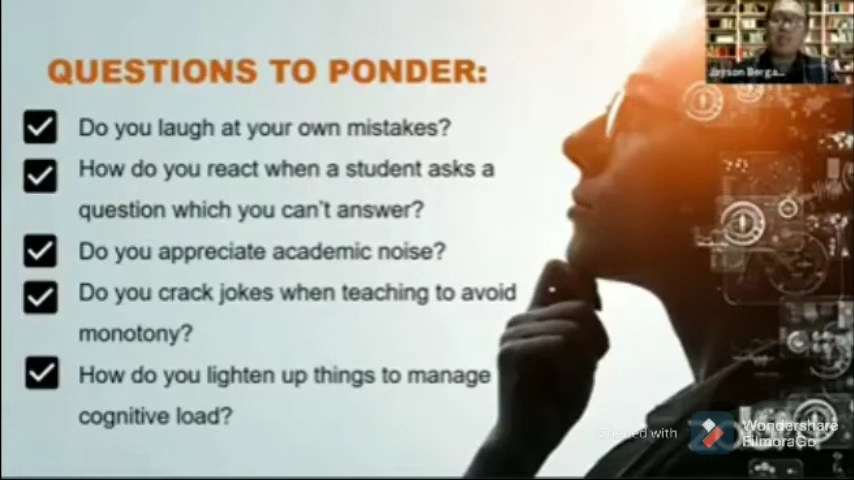 QUESTIONS TO PONDER:
Do you laugh at your own mistakes?
How do you react when a student asks a
question which you can't answer?
Do you appreciate academic noise?
Do you crack jokes when teaching to avoid
monotony?
How do you lighten up things to manage
cognitive load?
with
Wondershare
FilmoraGo